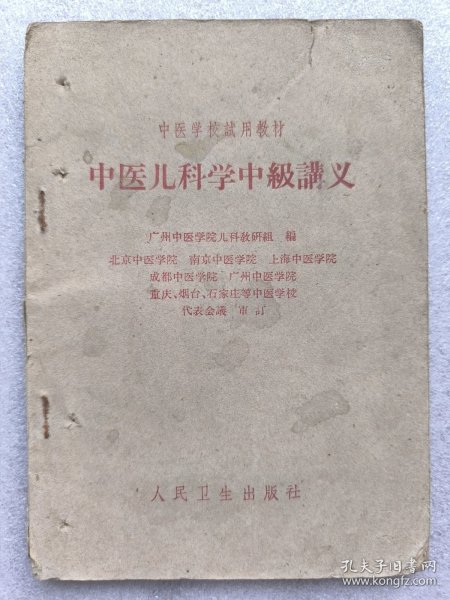 中医学校試用教材
中医儿科学中級講义
广州中医学院儿科教研組 編
北京中医学院 南京中医学院 上海中医学院
成都中医学院 广州中医学院
重庆、烟台、石家庄等中医学校
代表会議 审訂
人民卫生出版社
孔夫子旧书网
www.kongfz.com